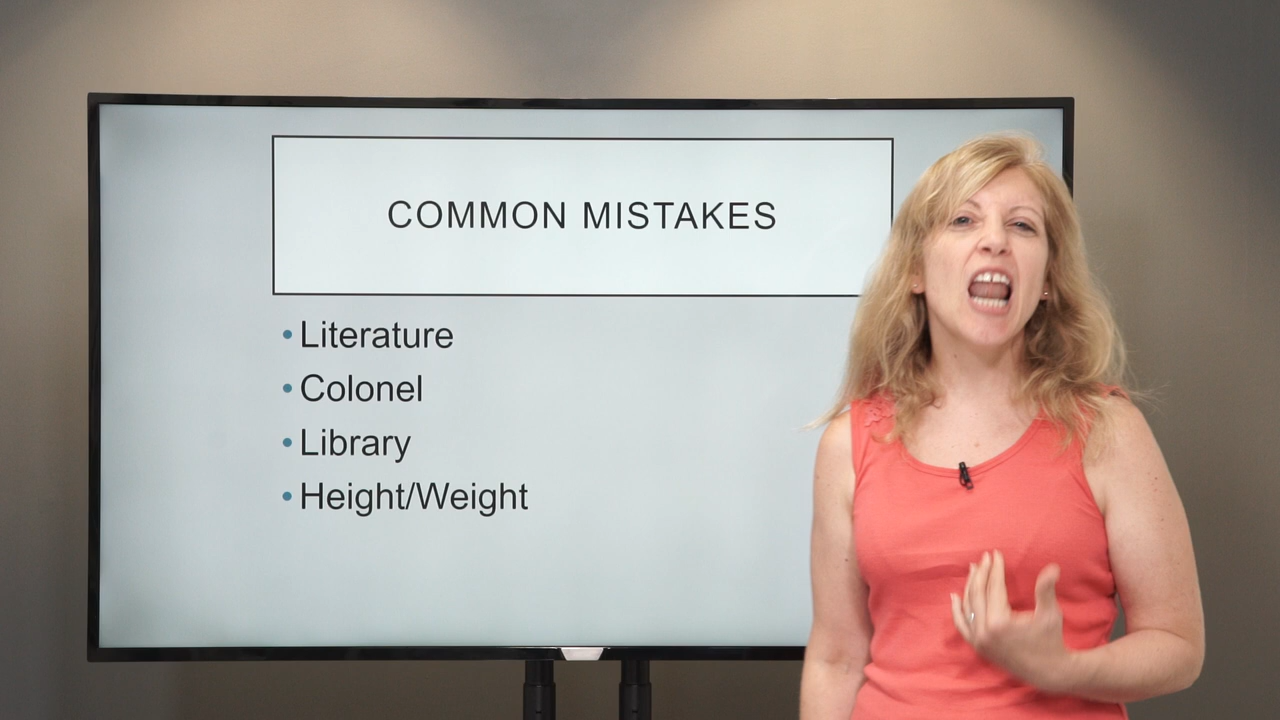 COMMON MISTAKES
• Literature
• Colonel
• Library
• Height/Weight